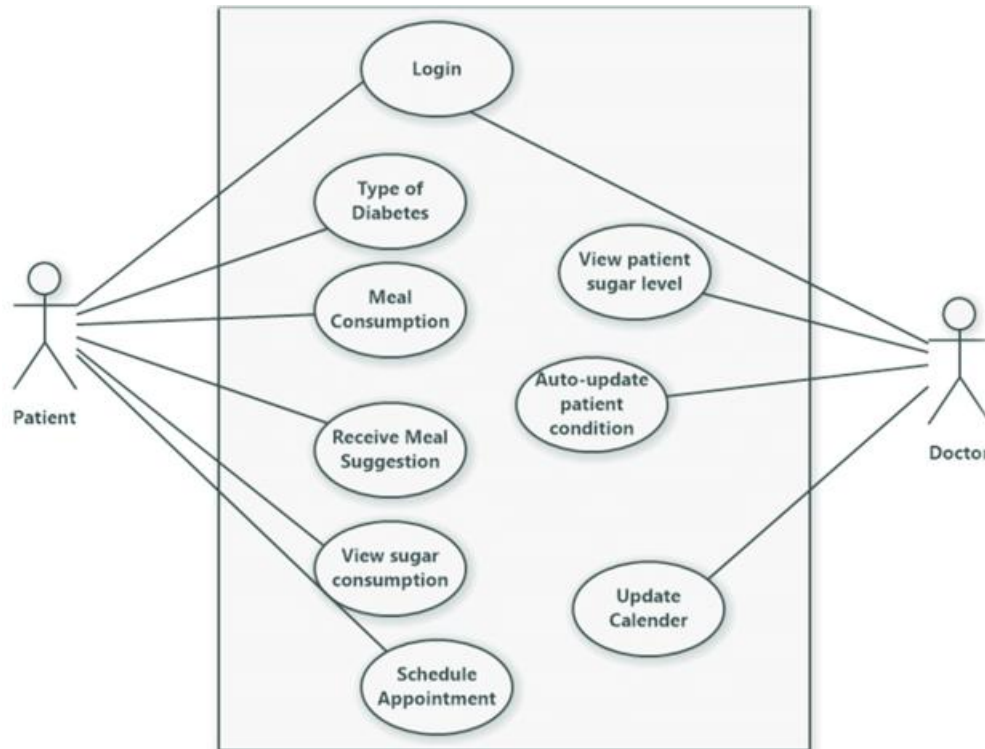 Login
Type of
Diabetes
View patient
sugar level
Meal
Consumption
Auto-update
patient
condition
Patient
Receive Meal
Suggestion
Doctor
View sugar
consumption
Update
Calender
Schedule
Appointment